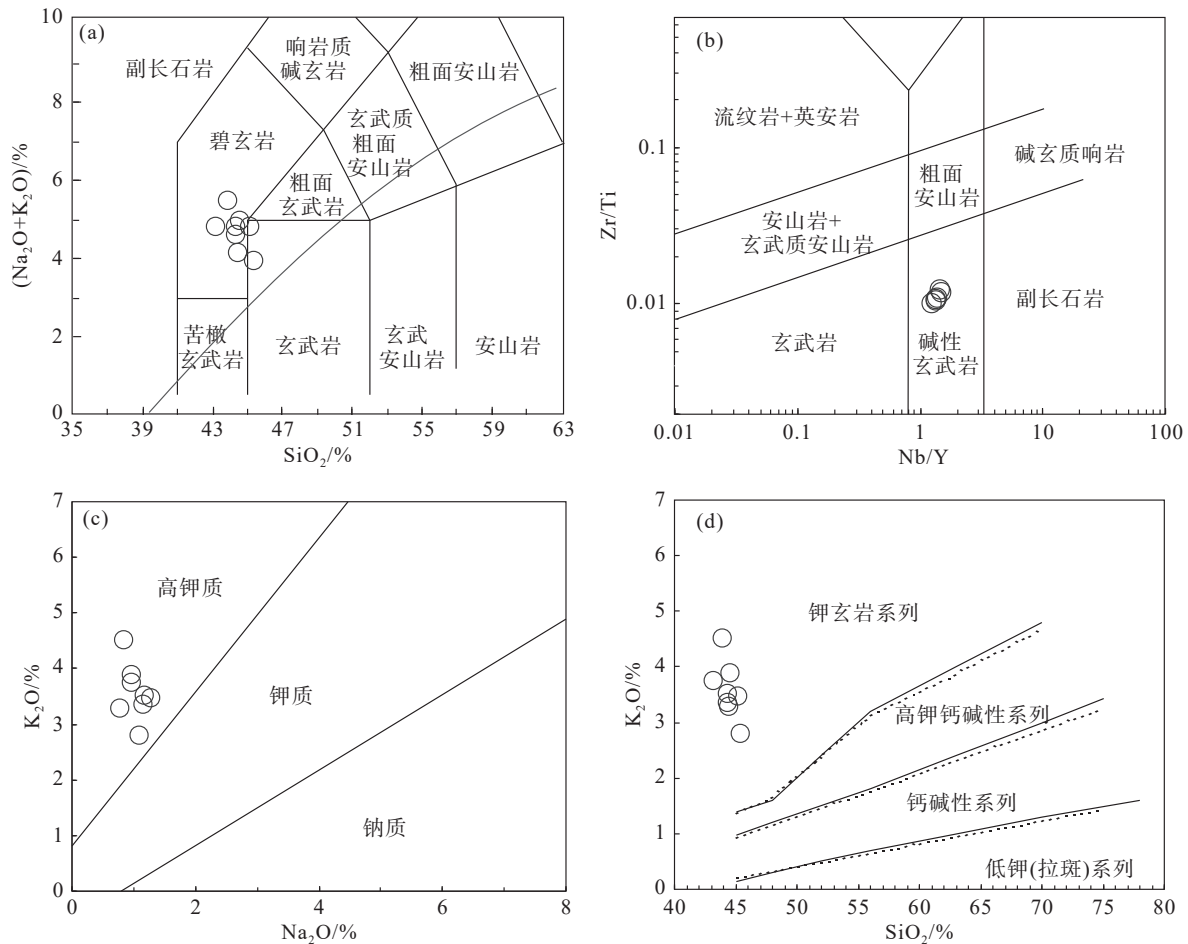 (a)
10
8
6
4
2
0
(Na₂O+K₂O)/%
副长石岩
响岩质
碱玄岩
粗面安山岩
碧玄岩
玄武质
粗面
安山岩
粗面
玄武岩
苦橄
玄武岩
玄武岩
玄武
安山岩
安山岩
35 39 43 47 51 55 59 63
SiO₂/%
(b)
0.1
0.01
Zr/Ti
流纹岩+英安岩
粗面
安山岩
碱玄质响岩
安山岩+
玄武质安山岩
副长石岩
玄武岩
碱性
玄武岩
0.01 0.1 1 10 100
Nb/Y
(c)
7
6
5
4
3
2
1
0
K₂O/%
高钾质
钾质
钠质
0 2 4 6 8
Na₂O/%
(d)
7
6
5
4
3
2
1
0
K₂O/%
钾玄岩系列
高钾钙碱性系列
钙碱性系列
低钾(拉斑)系列
40 45 50 55 60 65 70 75 80
SiO₂/%